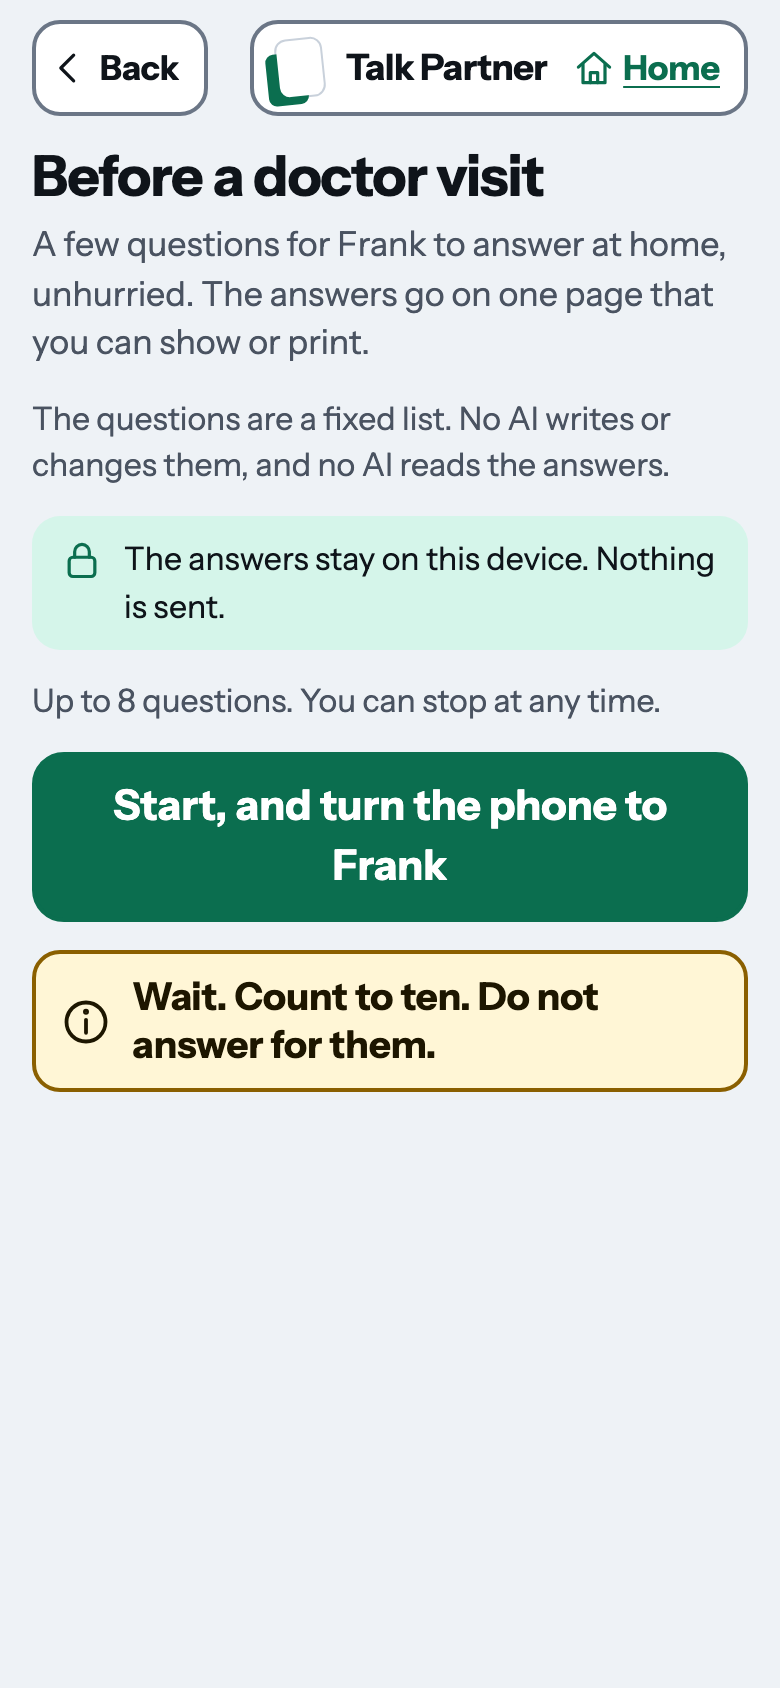 Back
Talk Partner
Home
Before a doctor visit
A few questions for Frank to answer at home,
unhurried. The answers go on one page that
you can show or print.
The questions are a fixed list. No AI writes or
changes them, and no AI reads the answers.
The answers stay on this device. Nothing
is sent.
Up to 8 questions. You can stop at any time.
Start, and turn the phone to
Frank
Wait. Count to ten. Do not
answer for them.